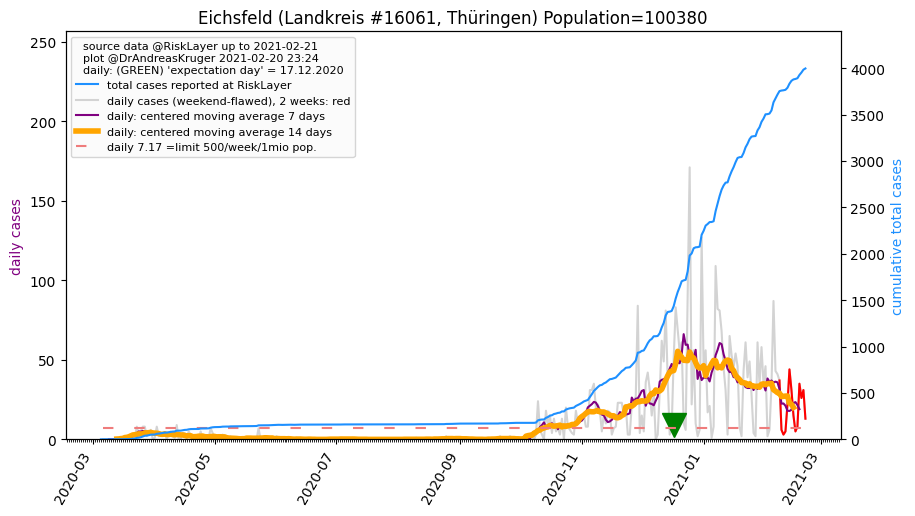 Eichsfeld (Landkreis #16061, Thüringen) Population=100380
source data @RiskLayer up to 2021-02-21
plot @DrAndreasKruger 2021-02-20 23:24
daily: (GREEN) 'expectation day' = 17.12.2020
total cases reported at RiskLayer
daily cases (weekend-flawed), 2 weeks: red
daily: centered moving average 7 days
daily: centered moving average 14 days
daily 7.17 =limit 500/week/1mio pop.
daily cases
250
200
150
100
50
0
cumulative total cases
4000
3500
3000
2500
2000
1500
1000
500
0
2020-03
2020-05
2020-07
2020-09
2020-11
2021-01
2021-03